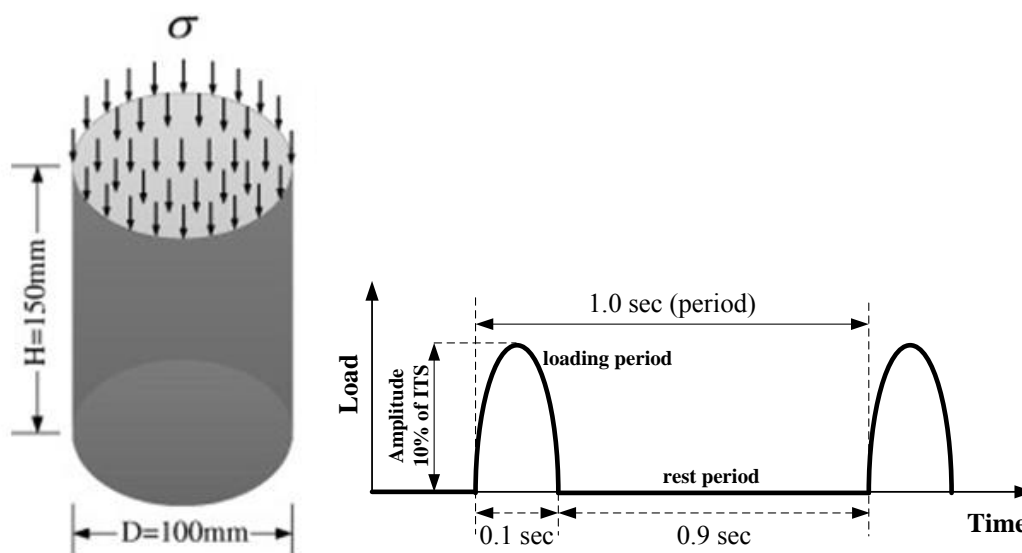 σ
H=150mm
D=100mm
1.0 sec (period)
loading period
Amplitude
10% of ITS
Load
rest period
0.1 sec
0.9 sec
Time